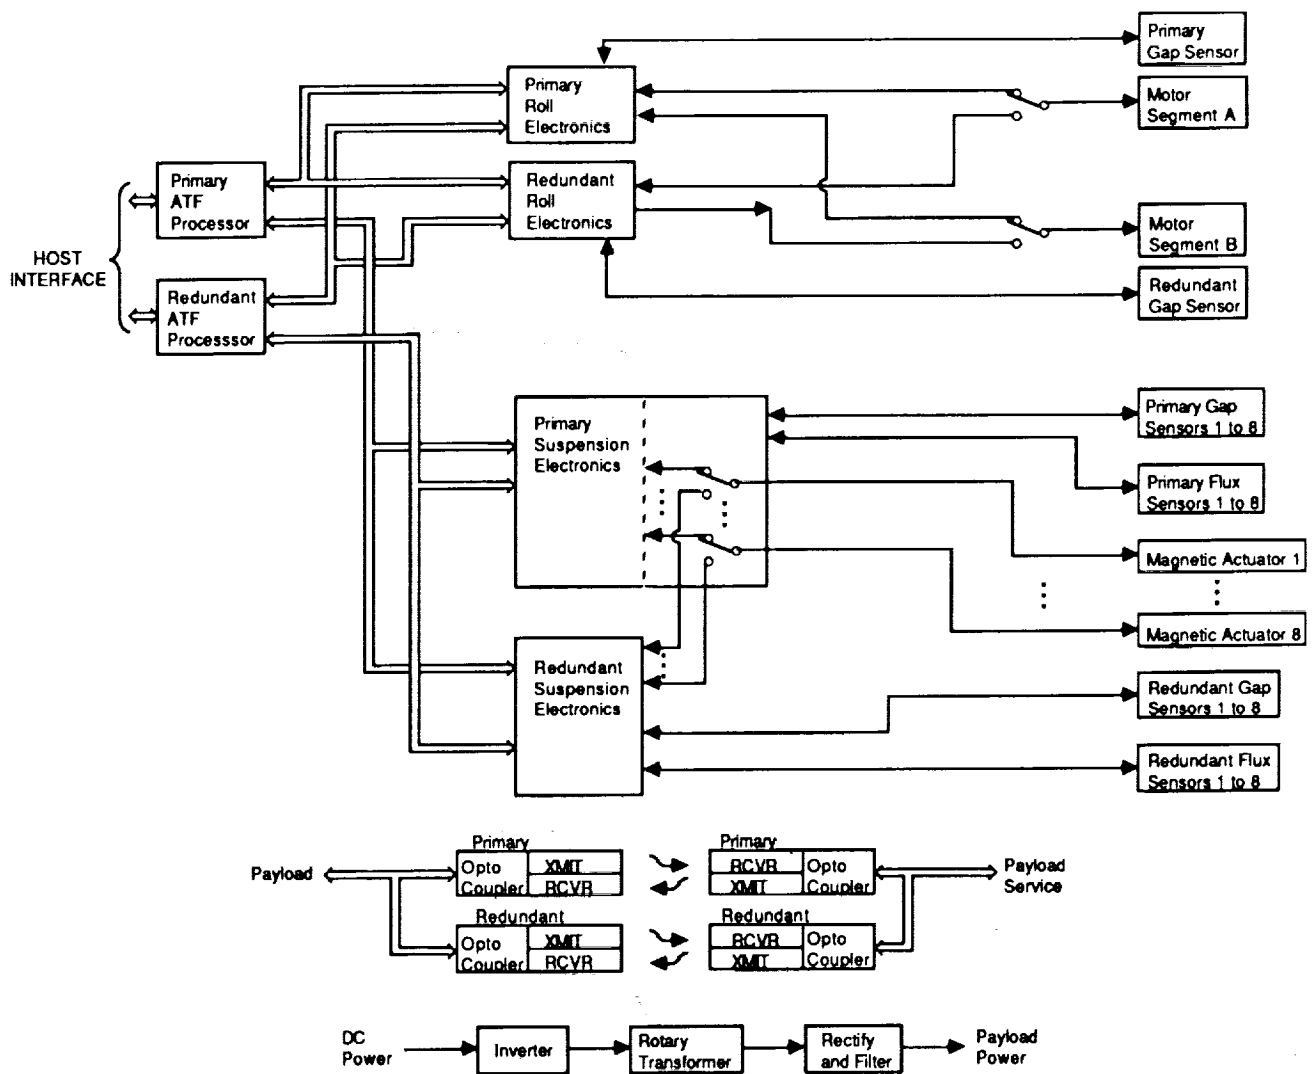 Primary
Gap Sensor
Primary
Roll
Electronics
Motor
Segment A
Primary
ATF
Processor
Redundant
Roll
Electronics
Motor
Segment B
HOST
INTERFACE
Redundant
ATF
Processsor
Redundant
Gap Sensor
Primary
Suspension
Electronics
Primary Gap
Sensors 1 to 8
Primary Flux
Sensors 1 to 8
Magnetic Actuator 1
Magnetic Actuator 8
Redundant
Suspension
Electronics
Redundant Gap
Sensors 1 to 8
Redundant Flux
Sensors 1 to 8
Payload
Primary
Opto
Coupler
XMIT
RCVR
Primary
RCVR
XMIT
Opto
Coupler
Payload
Service
Redundant
Opto
Coupler
XMIT
RCVR
Redundant
RCVR
XMIT
Opto
Coupler
DC
Power
Inverter
Rotary
Transformer
Rectify
and Filter
Payload
Power